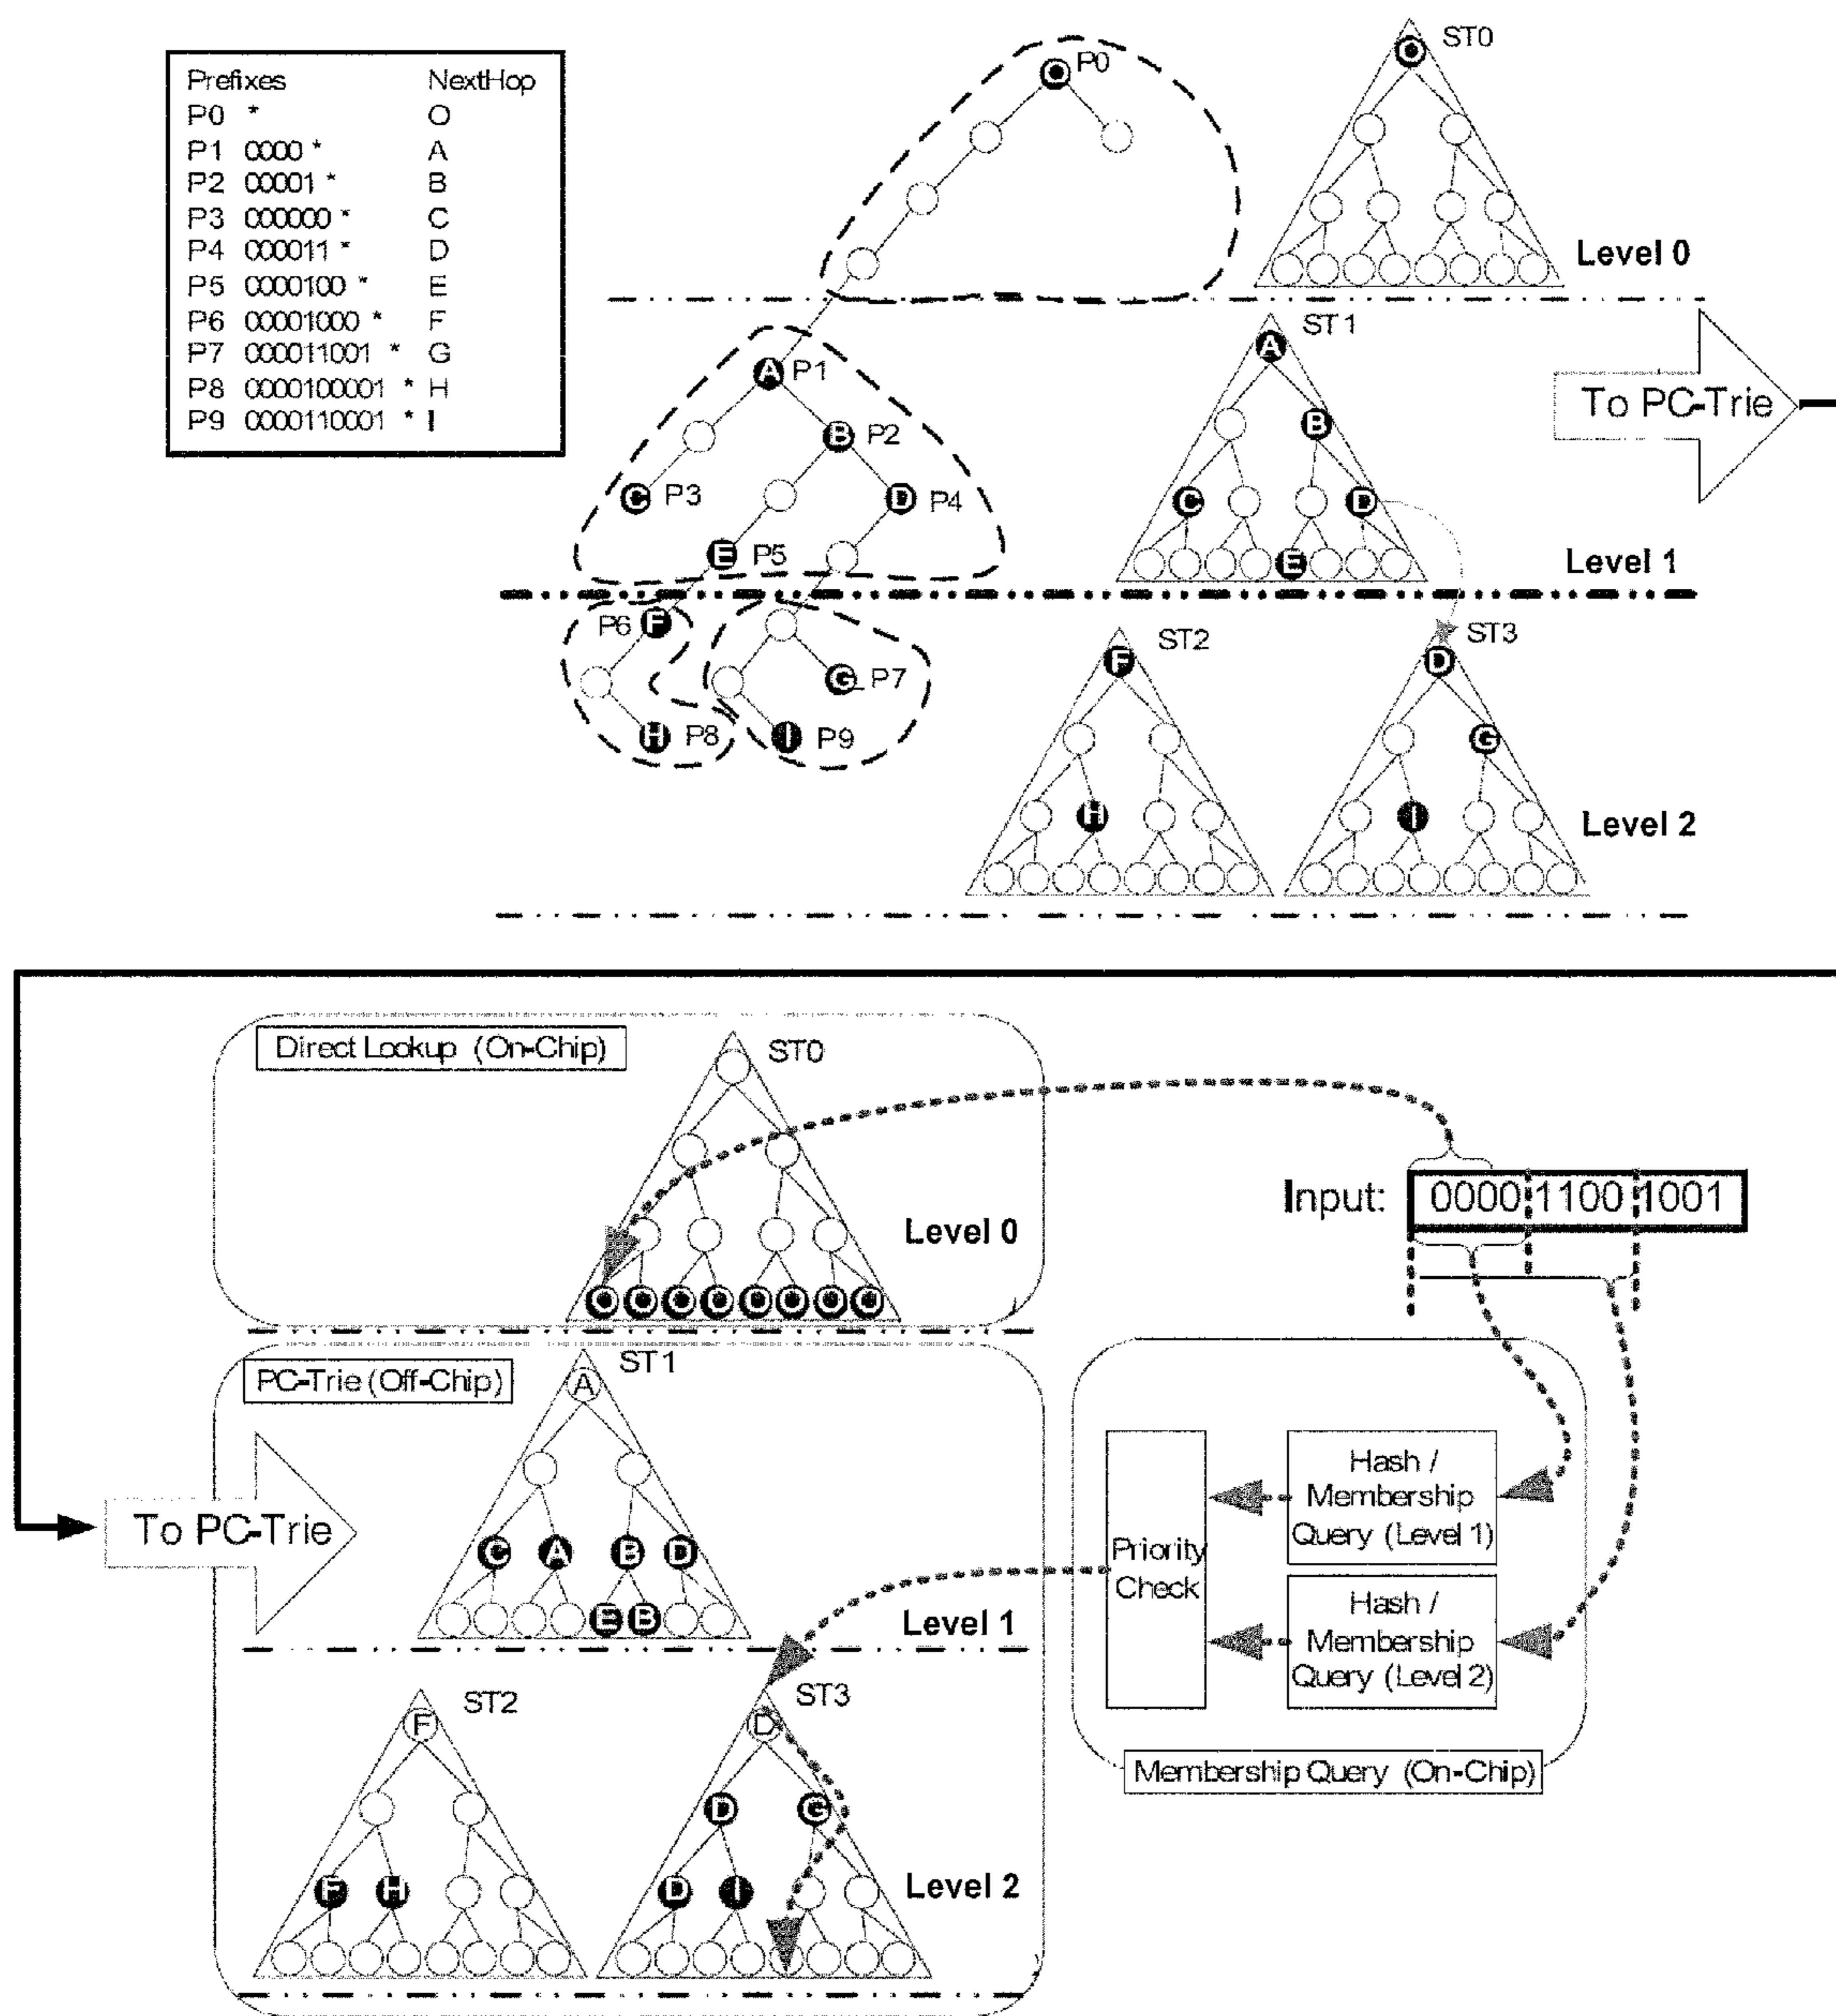 Prefixes NextHop
P0 * O
P1 0000 * A
P2 00001 * B
P3 000000 * C
P4 000011 * D
P5 0000100 * E
P6 00001000 * F
P7 000011001 * G
P8 0000100001 * H
P9 0000110001 * I
O P0
A P1
B P2
C P3
D P4
E P5
P6 F
G P7
H P8
I P9
ST0
O
Level 0
ST1
A
B
C D
E
Level 1
To PC-Trie
ST2
F
H
ST3
D
G
I
Level 2
Direct Lookup (On-Chip)
ST0
Level 0
O O O O O O O O
Input: 0000 1100 1001
PC-Trie (Off-Chip)
ST1
A
C A B D
E B
Level 1
To PC-Trie
ST2
F
F H
ST3
D
D G
D I
Level 2
Hash /
Membership
Query (Level 1)
Priority
Check
Hash /
Membership
Query (Level 2)
Membership Query (On-Chip)